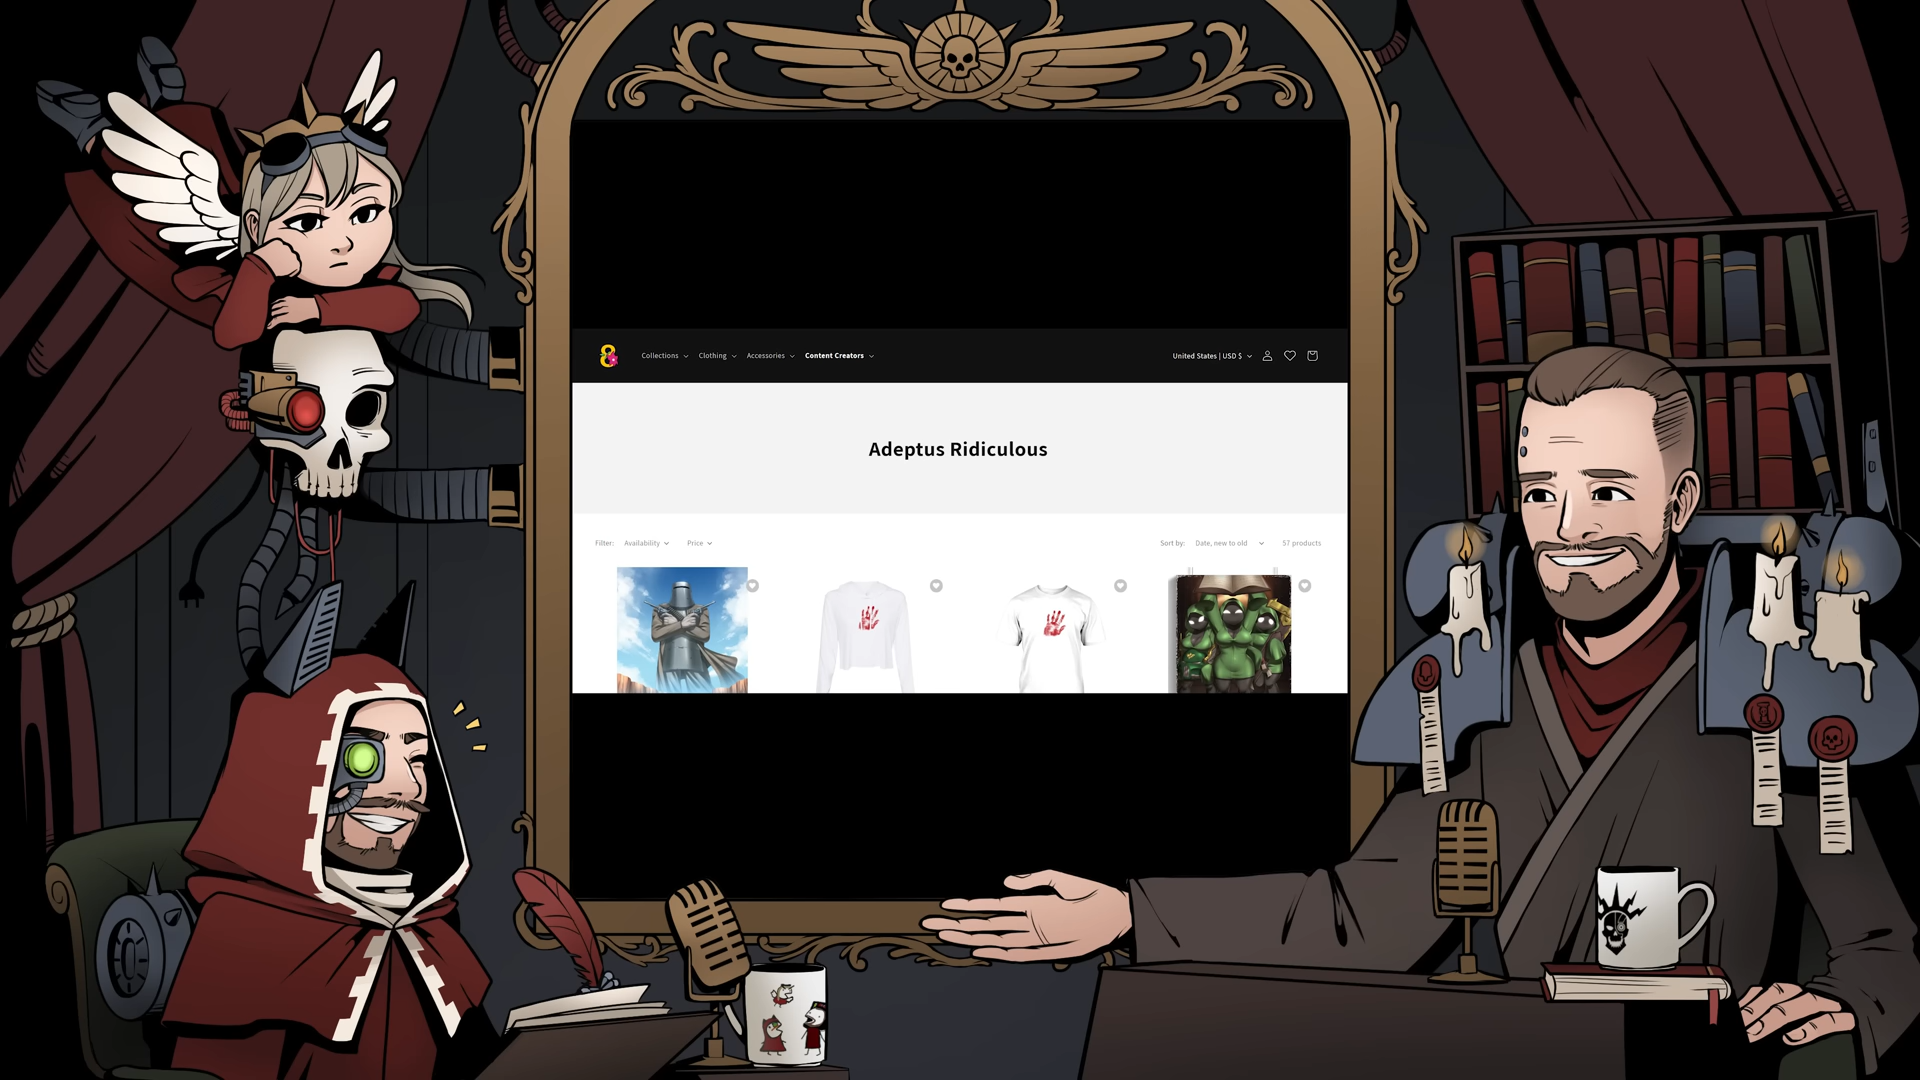 Collections Clothing Accessories Content Creators United States | USD $
Adeptus Ridiculous
Filter: Availability Price Sort by: Date, new to old 57 products